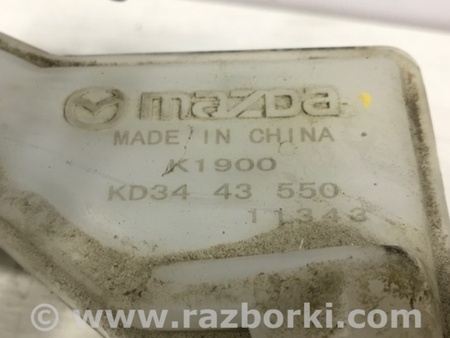 mazda
MADE IN CHINA
K1900
KD34 43 550
11343
© www.razborki.com